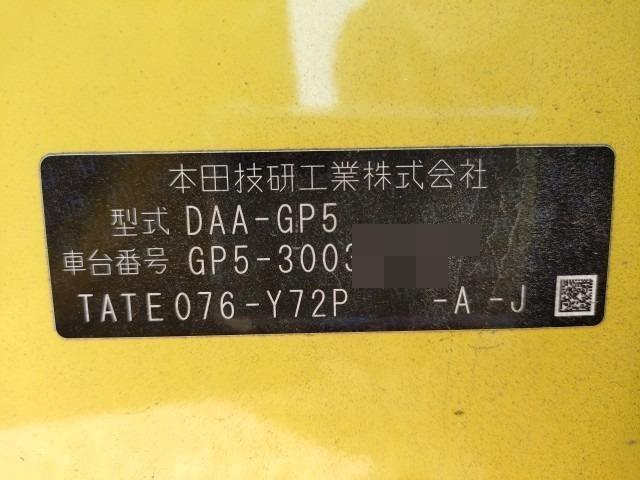 本田技研工業株式会社
型式 DAA-GP5
車台番号 GP5-3003
TATE076-Y72P -A -J